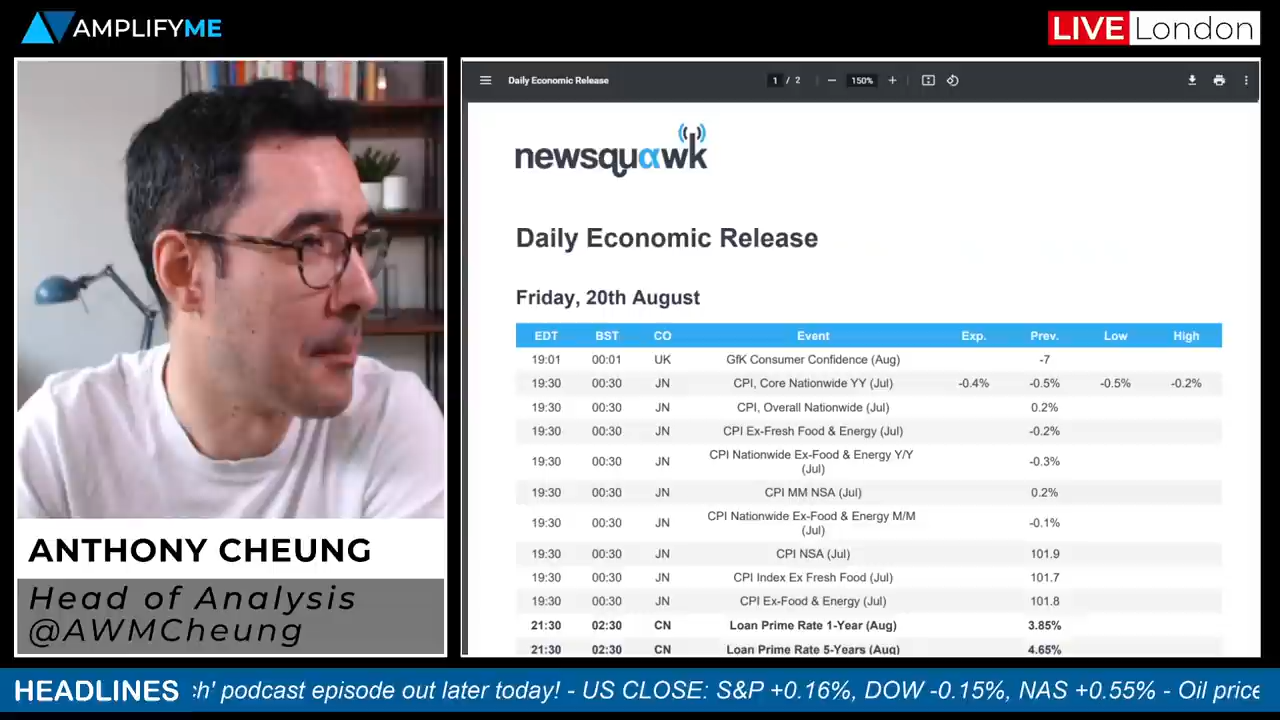 AMPLIFYME
LIVE London
Daily Economic Release
1 / 2
150%
newsquawk
Daily Economic Release
Friday, 20th August
EDT BST CO Event Exp. Prev. Low High
19:01 00:01 UK GfK Consumer Confidence (Aug) -7
19:30 00:30 JN CPI, Core Nationwide YY (Jul) -0.4% -0.5% -0.5% -0.2%
19:30 00:30 JN CPI, Overall Nationwide (Jul) 0.2%
19:30 00:30 JN CPI Ex-Fresh Food & Energy (Jul) -0.2%
19:30 00:30 JN CPI Nationwide Ex-Food & Energy Y/Y (Jul) -0.3%
19:30 00:30 JN CPI MM NSA (Jul) 0.2%
19:30 00:30 JN CPI Nationwide Ex-Food & Energy M/M (Jul) -0.1%
19:30 00:30 JN CPI NSA (Jul) 101.9
19:30 00:30 JN CPI Index Ex Fresh Food (Jul) 101.7
19:30 00:30 JN CPI Ex-Food & Energy (Jul) 101.8
21:30 02:30 CN Loan Prime Rate 1-Year (Aug) 3.85%
21:30 02:30 CN Loan Prime Rate 5-Years (Aug) 4.65%
ANTHONY CHEUNG
Head of Analysis
@AWMCheung
HEADLINES ch' podcast episode out later today! - US CLOSE: S&P +0.16%, DOW -0.15%, NAS +0.55% - Oil price